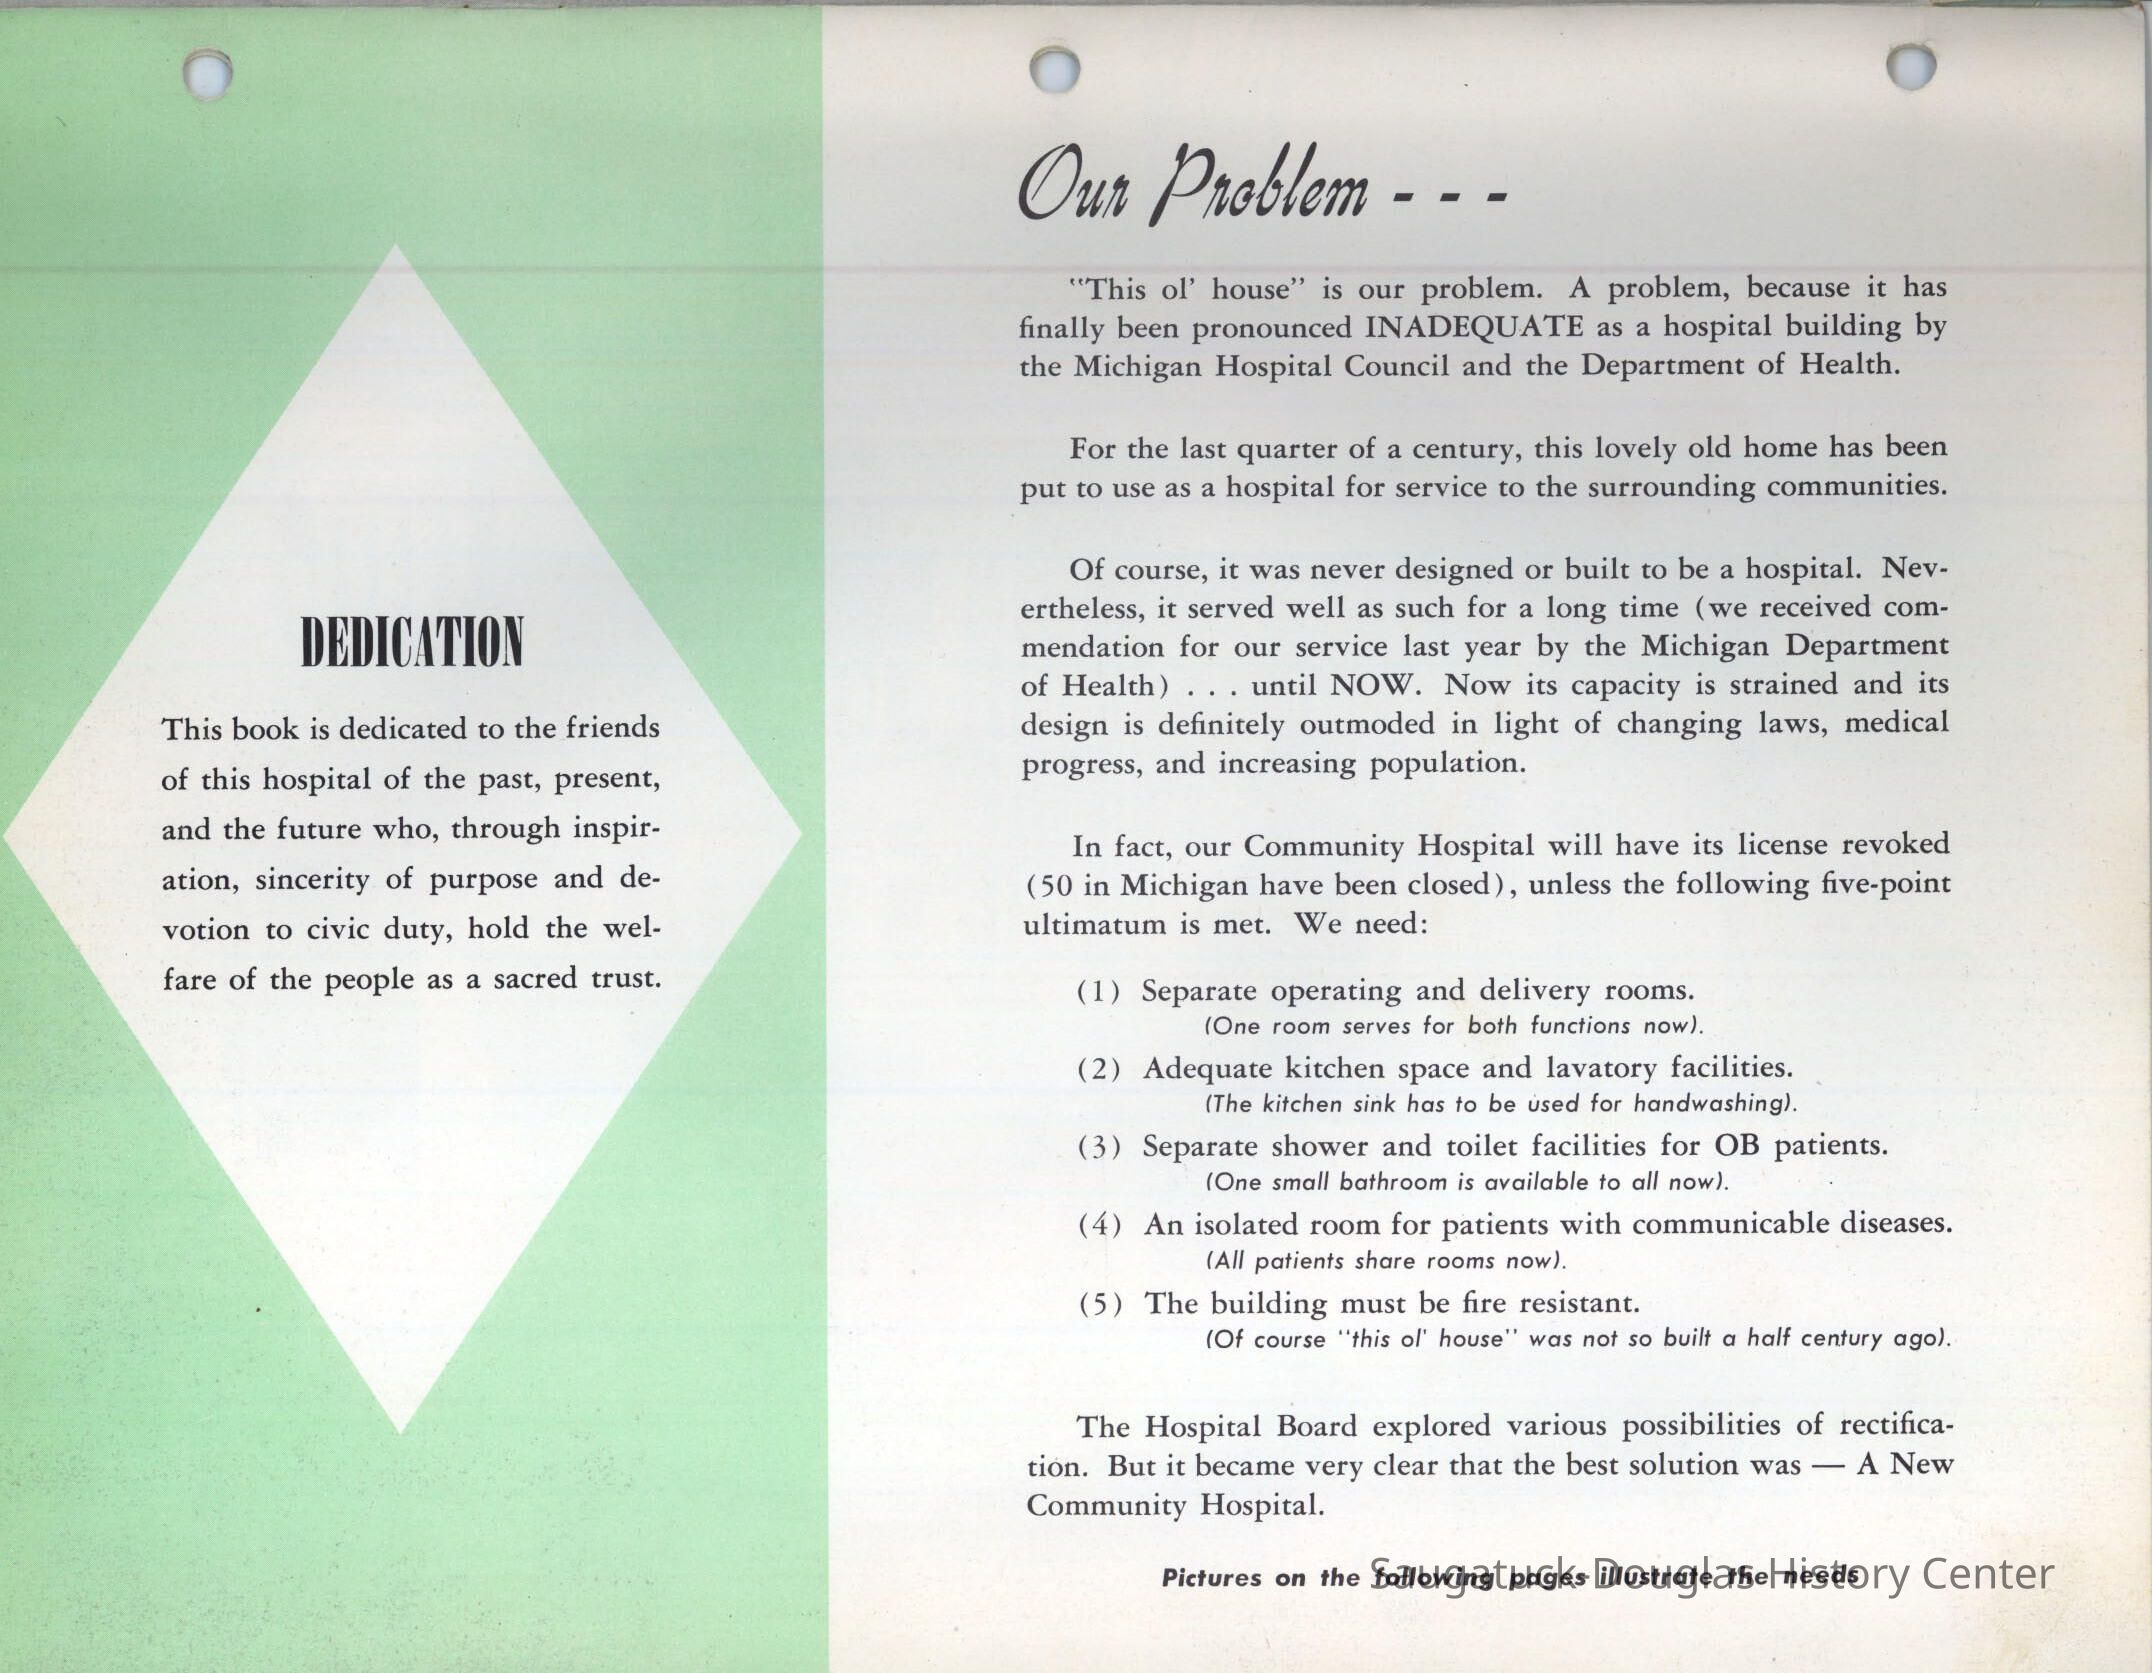 DEDICATION
This book is dedicated to the friends
of this hospital of the past, present,
and the future who, through inspir-
ation, sincerity of purpose and de-
votion to civic duty, hold the wel-
fare of the people as a sacred trust.
Our Problem - - -
"This ol' house" is our problem. A problem, because it has
finally been pronounced INADEQUATE as a hospital building by
the Michigan Hospital Council and the Department of Health.
For the last quarter of a century, this lovely old home has been
put to use as a hospital for service to the surrounding communities.
Of course, it was never designed or built to be a hospital. Nev-
ertheless, it served well as such for a long time (we received com-
mendation for our service last year by the Michigan Department
of Health) . . . until NOW. Now its capacity is strained and its
design is definitely outmoded in light of changing laws, medical
progress, and increasing population.
In fact, our Community Hospital will have its license revoked
(50 in Michigan have been closed), unless the following five-point
ultimatum is met. We need:
(1) Separate operating and delivery rooms.
(One room serves for both functions now).
(2) Adequate kitchen space and lavatory facilities.
(The kitchen sink has to be used for handwashing).
(3) Separate shower and toilet facilities for OB patients.
(One small bathroom is available to all now).
(4) An isolated room for patients with communicable diseases.
(All patients share rooms now).
(5) The building must be fire resistant.
(Of course "this ol' house" was not so built a half century ago).
The Hospital Board explored various possibilities of rectifica-
tion. But it became very clear that the best solution was — A New
Community Hospital.
Pictures on the following pages illustrate the needs
Saugatuck-Douglas History Center